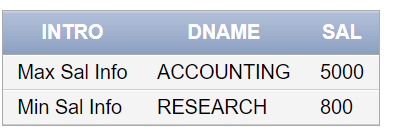 INTRO DNAME SAL
Max Sal Info ACCOUNTING 5000
Min Sal Info RESEARCH 800